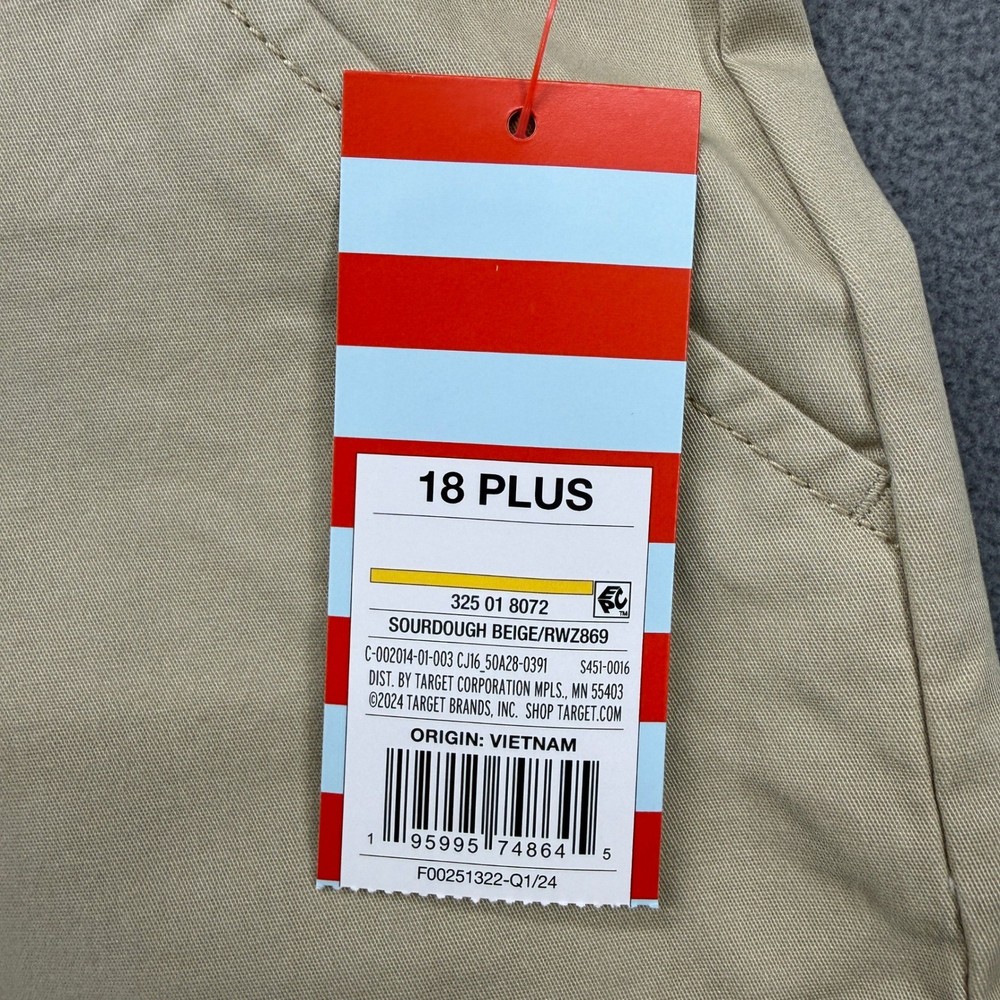 18 PLUS
325 01 8072
EPC TM
SOURDOUGH BEIGE/RWZ869
C-002014-01-003 CJ16_50A28-0391 S451-0016
DIST. BY TARGET CORPORATION MPLS., MN 55403
©2024 TARGET BRANDS, INC. SHOP TARGET.COM
ORIGIN: VIETNAM
1 95995 74864 5
F00251322-Q1/24